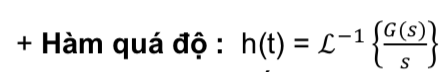 + Hàm quá độ : h(t) = ℒ⁻¹ {G(s)/s}